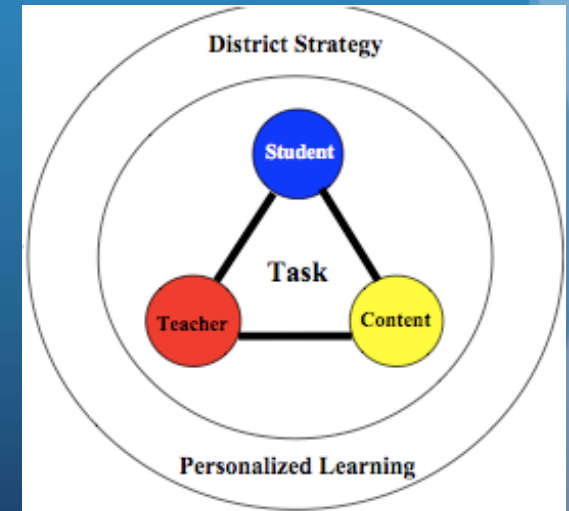 District Strategy
Student
Task
Teacher
Content
Personalized Learning